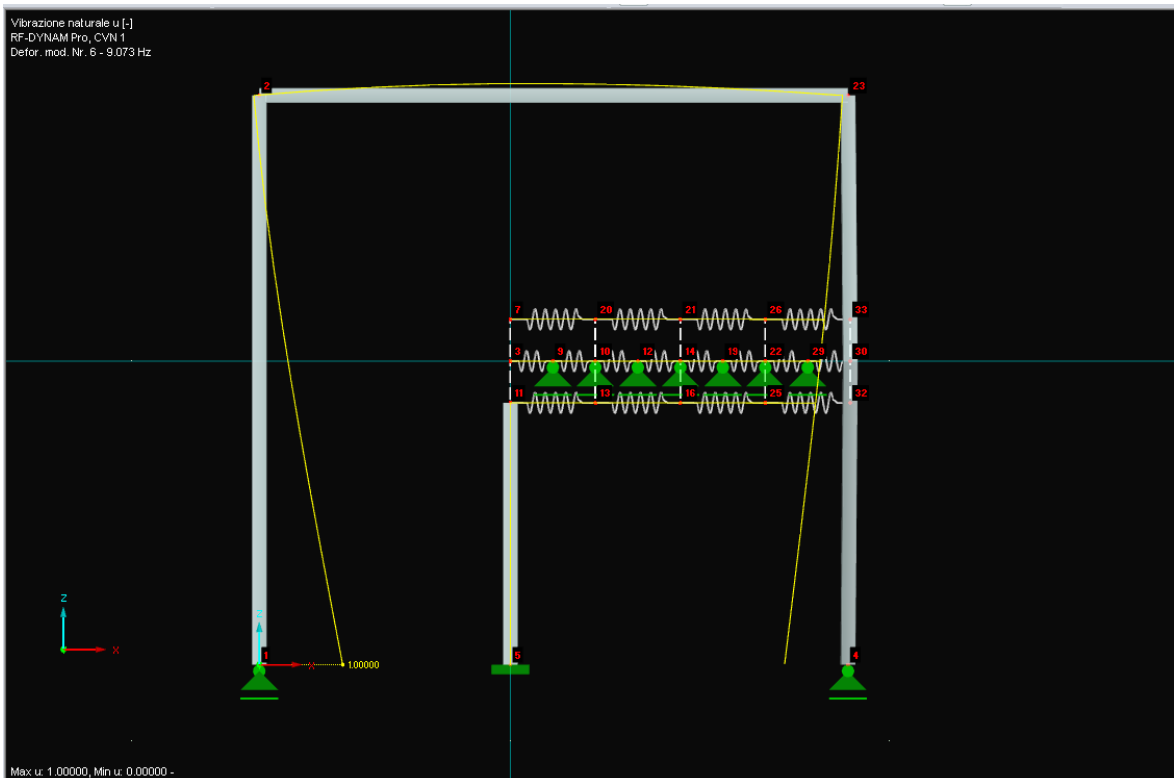 Vibrazione naturale u [-]
RF-DYNAM Pro, CVN 1
Defor. mod. Nr. 6 - 9.073 Hz
2 23
7 20 21 26 33
3 9 10 12 14 19 22 29 30
11 13 16 25 32
Z
X
Z
1 X 1.00000 5 4
Max u: 1.00000, Min u: 0.00000 -